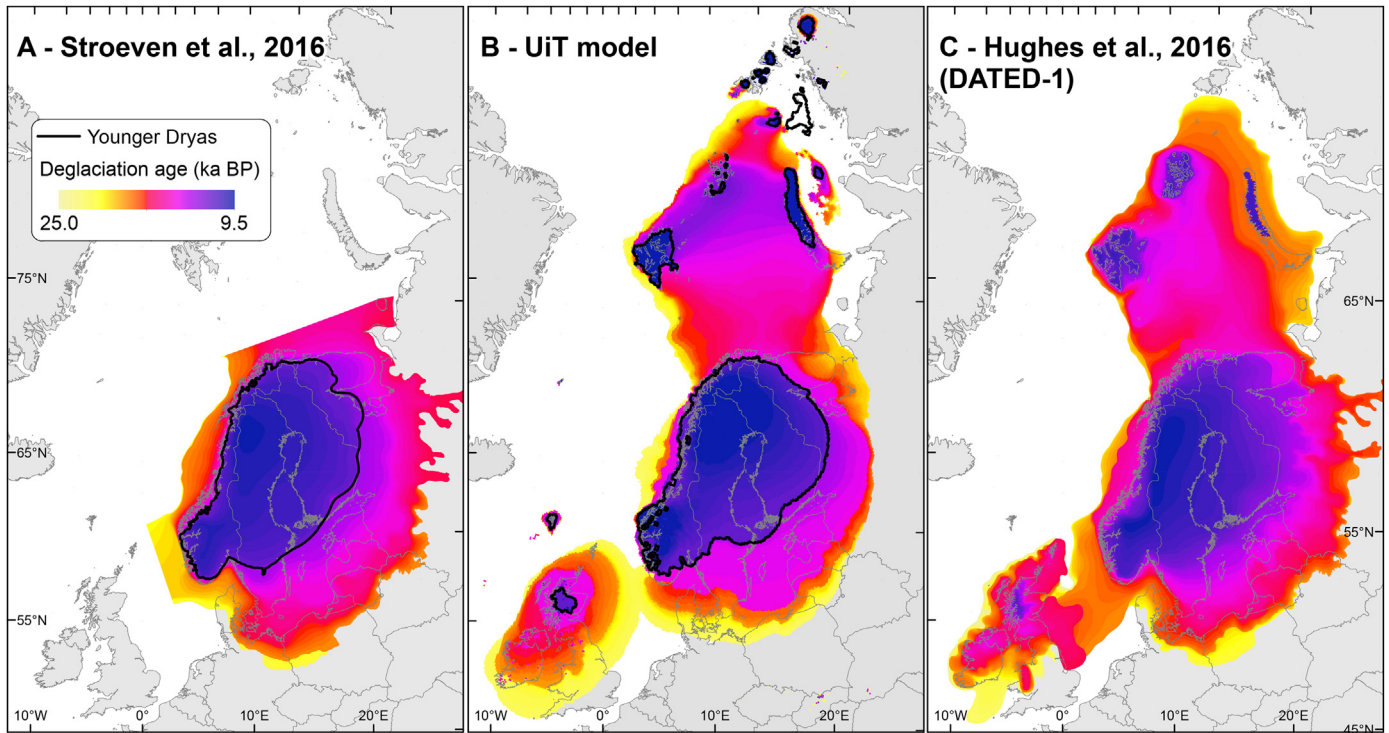 A - Stroeven et al., 2016
Younger Dryas
Deglaciation age (ka BP)
25.0 9.5
75°N
65°N
55°N
10°W 0° 10°E 20°E
B - UiT model
10°W 0° 10°E 20°E
C - Hughes et al., 2016
(DATED-1)
65°N
55°N
45°N
10°W 0° 10°E 20°E